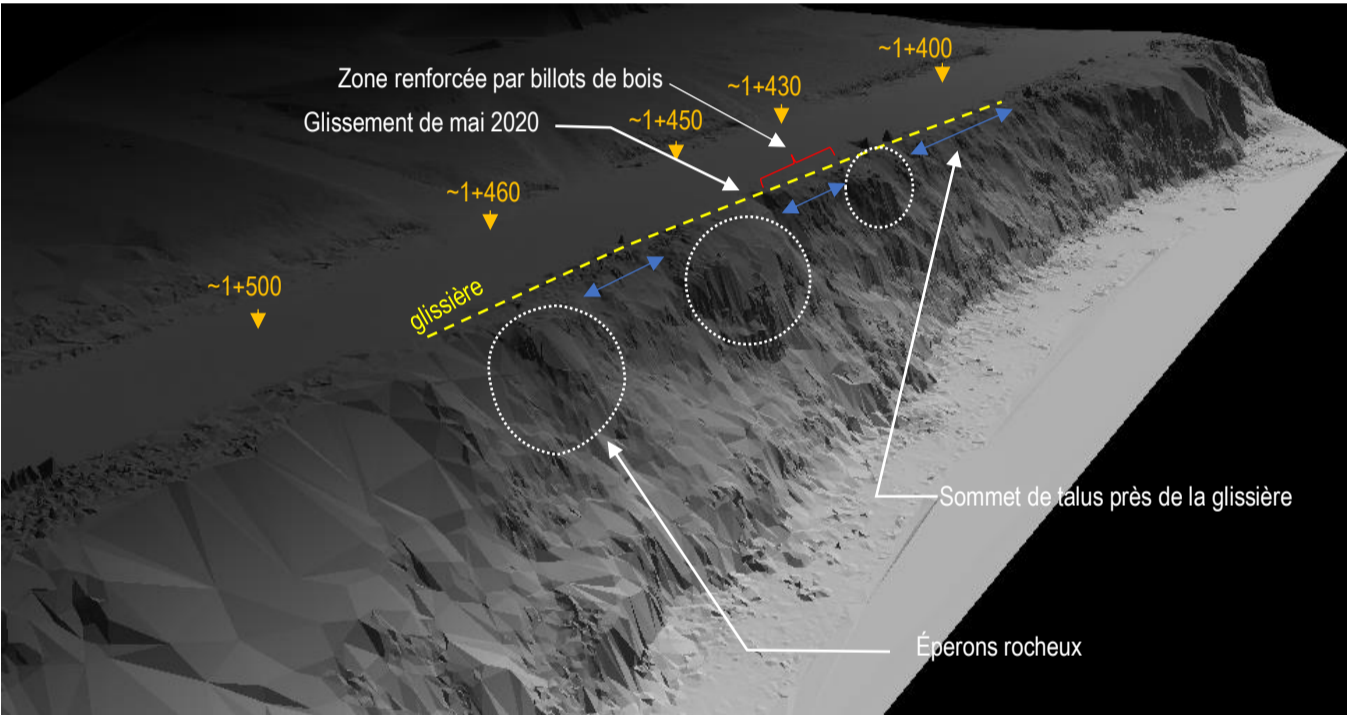 ~1+400
Zone renforcée par billots de bois
~1+430
Glissement de mai 2020
~1+450
~1+460
~1+500
glissière
Sommet de talus près de la glissière
Éperons rocheux